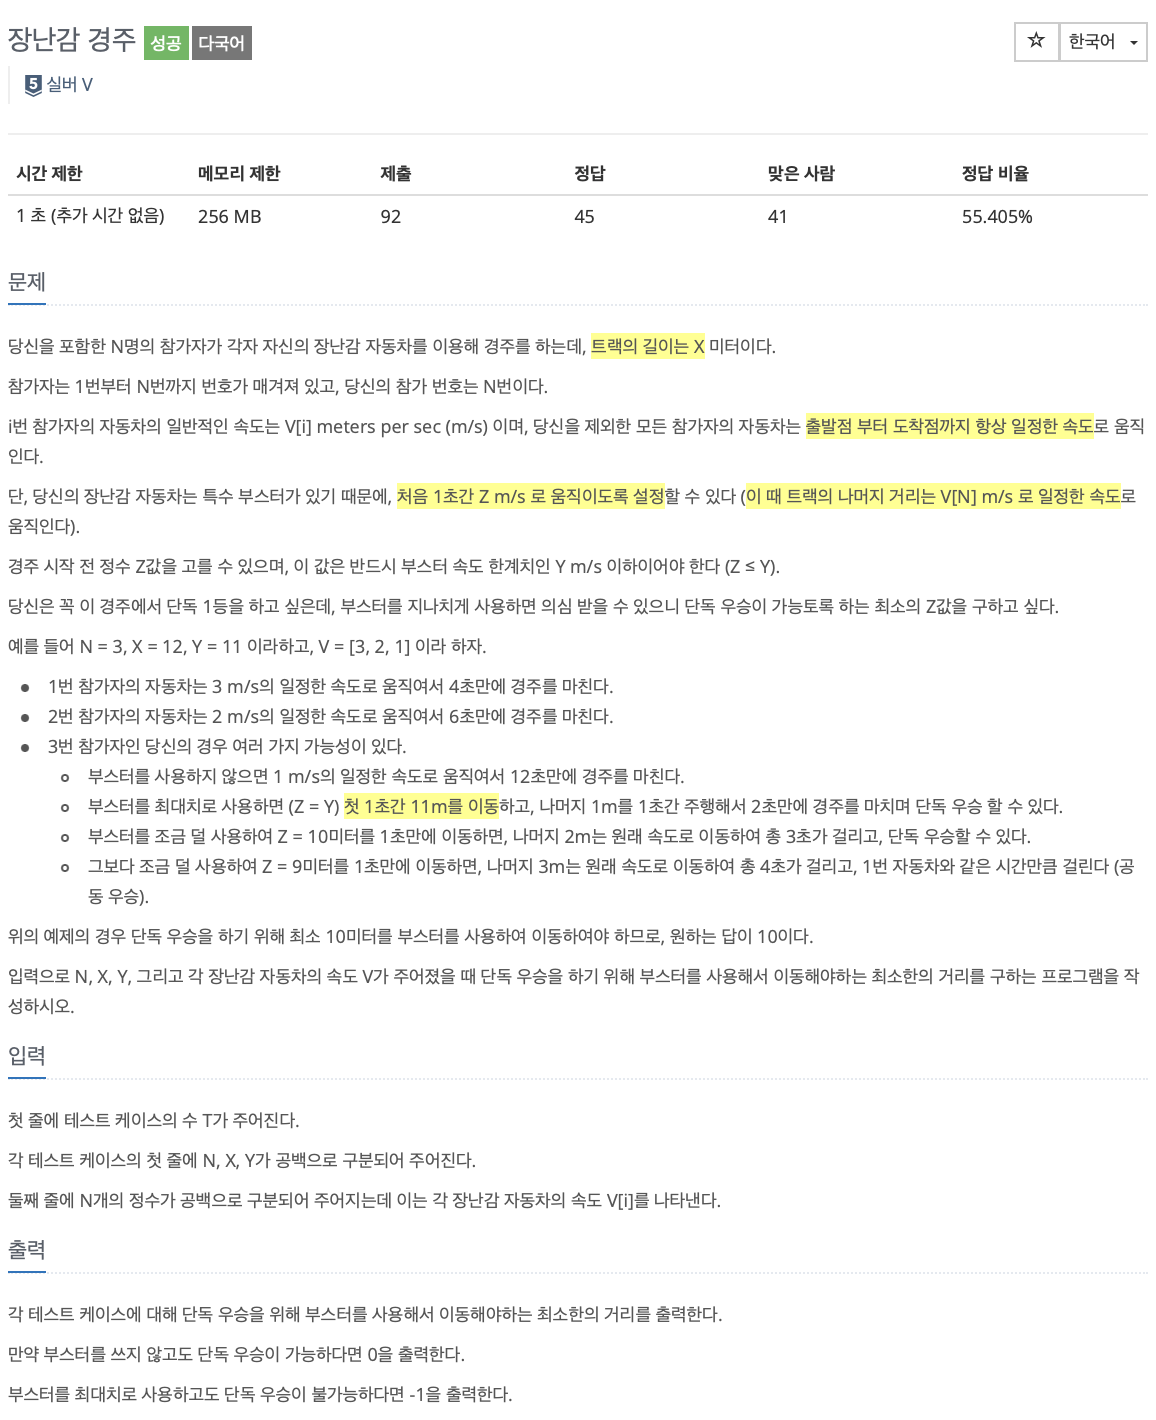 장난감 경주 성공 다국어
☆ 한국어
5 실버 V
시간 제한 메모리 제한 제출 정답 맞은 사람 정답 비율
1 초 (추가 시간 없음) 256 MB 92 45 41 55.405%
문제
당신을 포함한 N명의 참가자가 각자 자신의 장난감 자동차를 이용해 경주를 하는데, 트랙의 길이는 X 미터이다.
참가자는 1번부터 N번까지 번호가 매겨져 있고, 당신의 참가 번호는 N번이다.
i번 참가자의 자동차의 일반적인 속도는 V[i] meters per sec (m/s) 이며, 당신을 제외한 모든 참가자의 자동차는 출발점 부터 도착점까지 항상 일정한 속도로 움직
인다.
단, 당신의 장난감 자동차는 특수 부스터가 있기 때문에, 처음 1초간 Z m/s 로 움직이도록 설정할 수 있다 (이 때 트랙의 나머지 거리는 V[N] m/s 로 일정한 속도로
움직인다).
경주 시작 전 정수 Z값을 고를 수 있으며, 이 값은 반드시 부스터 속도 한계치인 Y m/s 이하이어야 한다 (Z ≤ Y).
당신은 꼭 이 경주에서 단독 1등을 하고 싶은데, 부스터를 지나치게 사용하면 의심 받을 수 있으니 단독 우승이 가능토록 하는 최소의 Z값을 구하고 싶다.
예를 들어 N = 3, X = 12, Y = 11 이라하고, V = [3, 2, 1] 이라 하자.
● 1번 참가자의 자동차는 3 m/s의 일정한 속도로 움직여서 4초만에 경주를 마친다.
● 2번 참가자의 자동차는 2 m/s의 일정한 속도로 움직여서 6초만에 경주를 마친다.
● 3번 참가자인 당신의 경우 여러 가지 가능성이 있다.
○ 부스터를 사용하지 않으면 1 m/s의 일정한 속도로 움직여서 12초만에 경주를 마친다.
○ 부스터를 최대치로 사용하면 (Z = Y) 첫 1초간 11m를 이동하고, 나머지 1m를 1초간 주행해서 2초만에 경주를 마치며 단독 우승 할 수 있다.
○ 부스터를 조금 덜 사용하여 Z = 10미터를 1초만에 이동하면, 나머지 2m는 원래 속도로 이동하여 총 3초가 걸리고, 단독 우승할 수 있다.
○ 그보다 조금 덜 사용하여 Z = 9미터를 1초만에 이동하면, 나머지 3m는 원래 속도로 이동하여 총 4초가 걸리고, 1번 자동차와 같은 시간만큼 걸린다 (공
동 우승).
위의 예제의 경우 단독 우승을 하기 위해 최소 10미터를 부스터를 사용하여 이동하여야 하므로, 원하는 답이 10이다.
입력으로 N, X, Y, 그리고 각 장난감 자동차의 속도 V가 주어졌을 때 단독 우승을 하기 위해 부스터를 사용해서 이동해야하는 최소한의 거리를 구하는 프로그램을 작
성하시오.
입력
첫 줄에 테스트 케이스의 수 T가 주어진다.
각 테스트 케이스의 첫 줄에 N, X, Y가 공백으로 구분되어 주어진다.
둘째 줄에 N개의 정수가 공백으로 구분되어 주어지는데 이는 각 장난감 자동차의 속도 V[i]를 나타낸다.
출력
각 테스트 케이스에 대해 단독 우승을 위해 부스터를 사용해서 이동해야하는 최소한의 거리를 출력한다.
만약 부스터를 쓰지 않고도 단독 우승이 가능하다면 0을 출력한다.
부스터를 최대치로 사용하고도 단독 우승이 불가능하다면 -1을 출력한다.